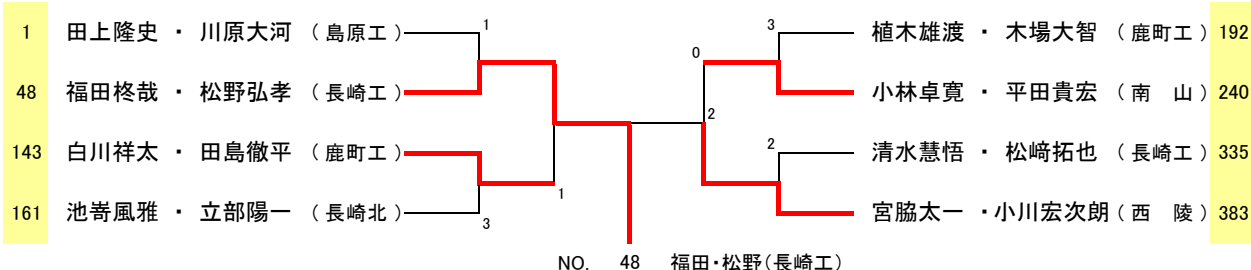 1 田上隆史 ・ 川原大河 （島原工） 1
48 福田柊哉 ・ 松野弘孝 （長崎工）
143 白川祥太 ・ 田島徹平 （鹿町工） 1
161 池嵜風雅 ・ 立部陽一 （長崎北） 3
3 植木雄渡 ・ 木場大智 （鹿町工） 192
0 小林卓寛 ・ 平田貴宏 （南　山） 240
2 2 清水慧悟 ・ 松﨑拓也 （長崎工） 335
宮脇太一 ・小川宏次朗 （西　陵） 383
NO. 48 福田・松野（長崎工）